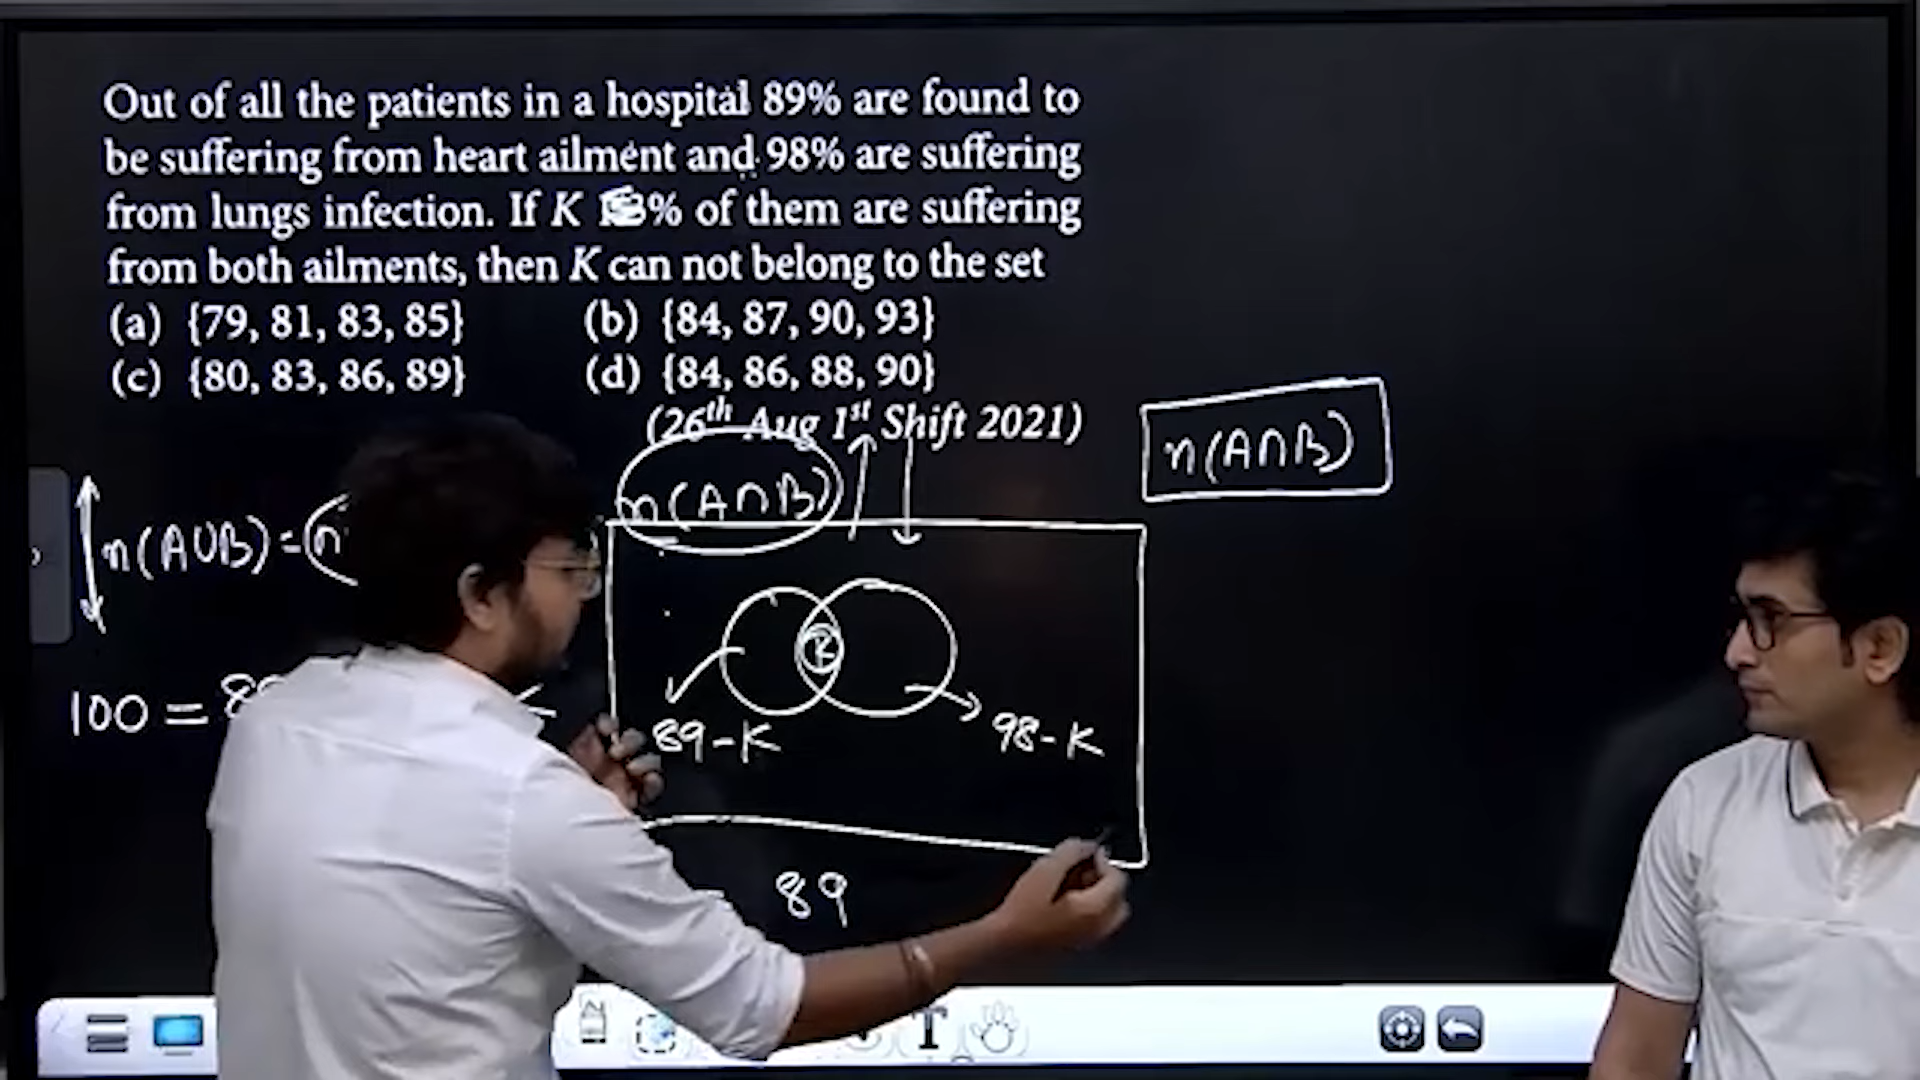 Out of all the patients in a hospital 89% are found to
be suffering from heart ailment and 98% are suffering
from lungs infection. If K % of them are suffering
from both ailments, then K can not belong to the set
(a) {79, 81, 83, 85} (b) {84, 87, 90, 93}
(c) {80, 83, 86, 89} (d) {84, 86, 88, 90}
(26th Aug 1st Shift 2021)
n(A∩B)
n(A∩B)
n(A∪B)=(n
K
100 =
89-K
98-K
89
T